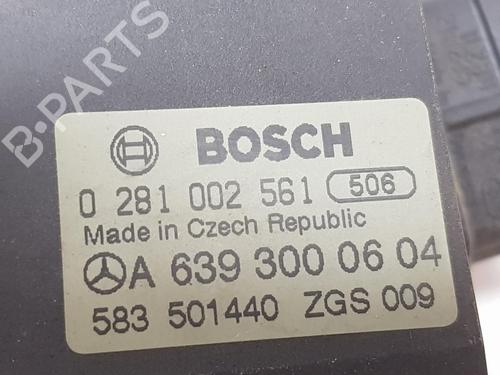 B-PARTS
BOSCH
0 281 002 561 506
Made in Czech Republic
A 639 300 06 04
583 501440 ZGS 009